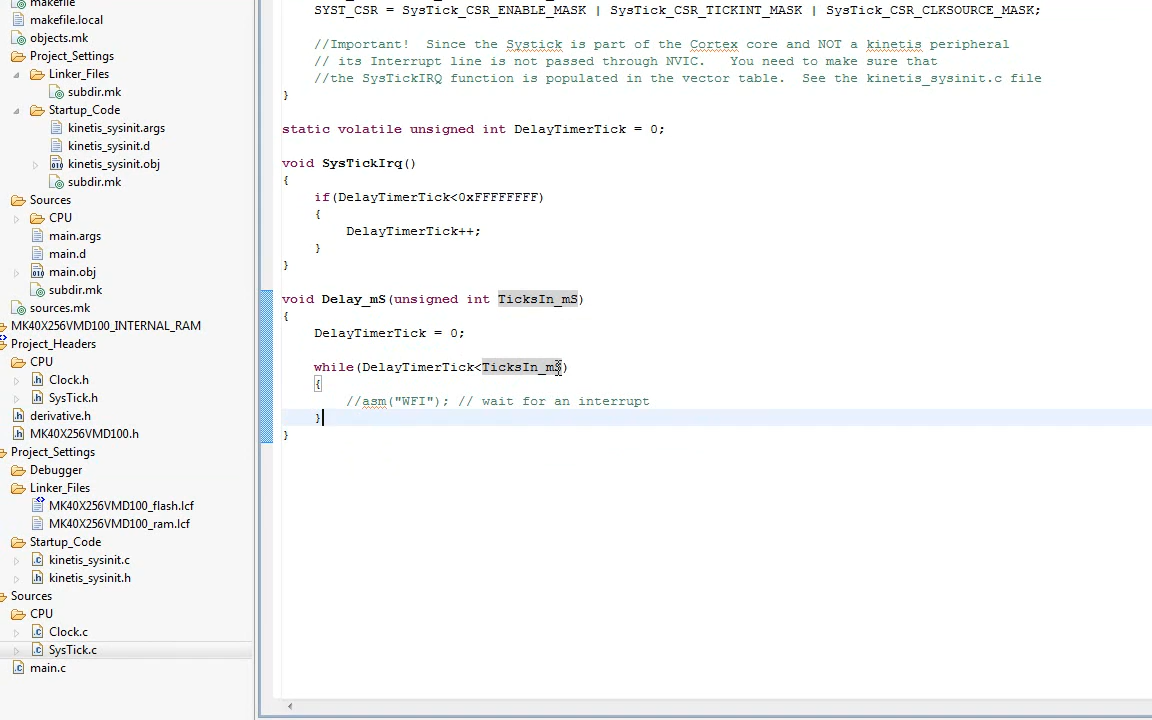 makefile
makefile.local
objects.mk
Project_Settings
Linker_Files
subdir.mk
Startup_Code
kinetis_sysinit.args
kinetis_sysinit.d
kinetis_sysinit.obj
subdir.mk
Sources
CPU
main.args
main.d
main.obj
subdir.mk
sources.mk
MK40X256VMD100_INTERNAL_RAM
Project_Headers
CPU
Clock.h
SysTick.h
derivative.h
MK40X256VMD100.h
Project_Settings
Debugger
Linker_Files
MK40X256VMD100_flash.lcf
MK40X256VMD100_ram.lcf
Startup_Code
kinetis_sysinit.c
kinetis_sysinit.h
Sources
CPU
Clock.c
SysTick.c
main.c
SYST_CSR = SysTick_CSR_ENABLE_MASK | SysTick_CSR_TICKINT_MASK | SysTick_CSR_CLKSOURCE_MASK;
//Important!  Since the Systick is part of the Cortex core and NOT a kinetis peripheral
// its Interrupt line is not passed through NVIC.   You need to make sure that
//the SysTickIRQ function is populated in the vector table.  See the kinetis_sysinit.c file
}
static volatile unsigned int DelayTimerTick = 0;
void SysTickIrq()
{
if(DelayTimerTick<0xFFFFFFFF)
{
DelayTimerTick++;
}
}
void Delay_mS(unsigned int TicksIn_mS)
{
DelayTimerTick = 0;
while(DelayTimerTick<TicksIn_mS)
{
//asm("WFI"); // wait for an interrupt
}
}